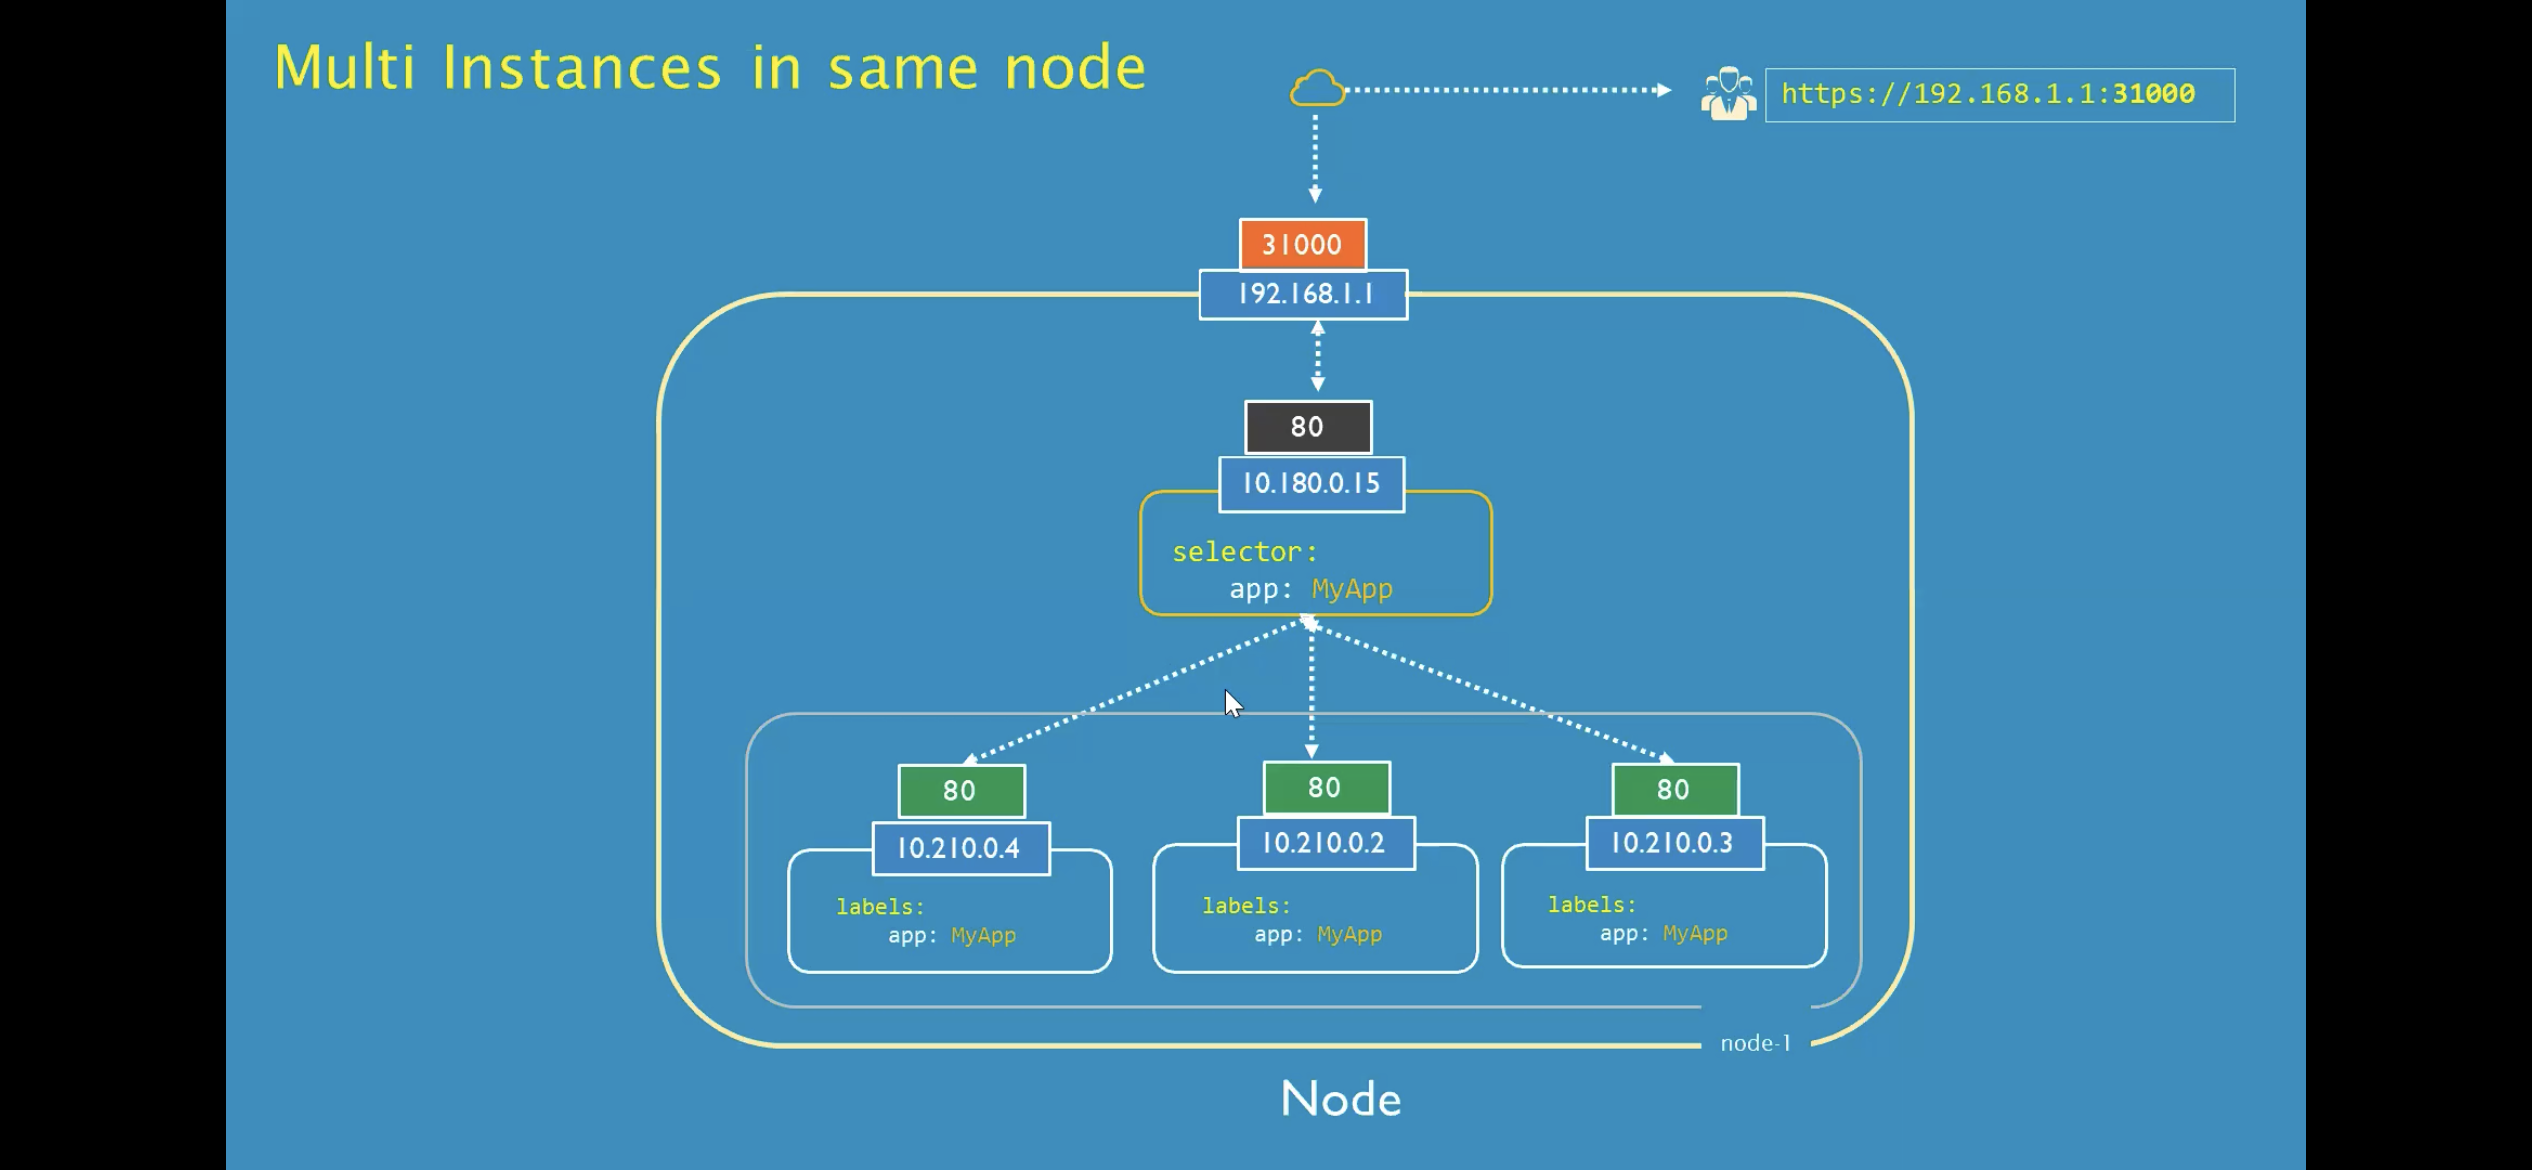 Multi Instances in same node
https://192.168.1.1:31000
31000
192.168.1.1
80
10.180.0.15
selector:
app: MyApp
80
10.210.0.4
labels:
app: MyApp
80
10.210.0.2
labels:
app: MyApp
80
10.210.0.3
labels:
app: MyApp
node-1
Node